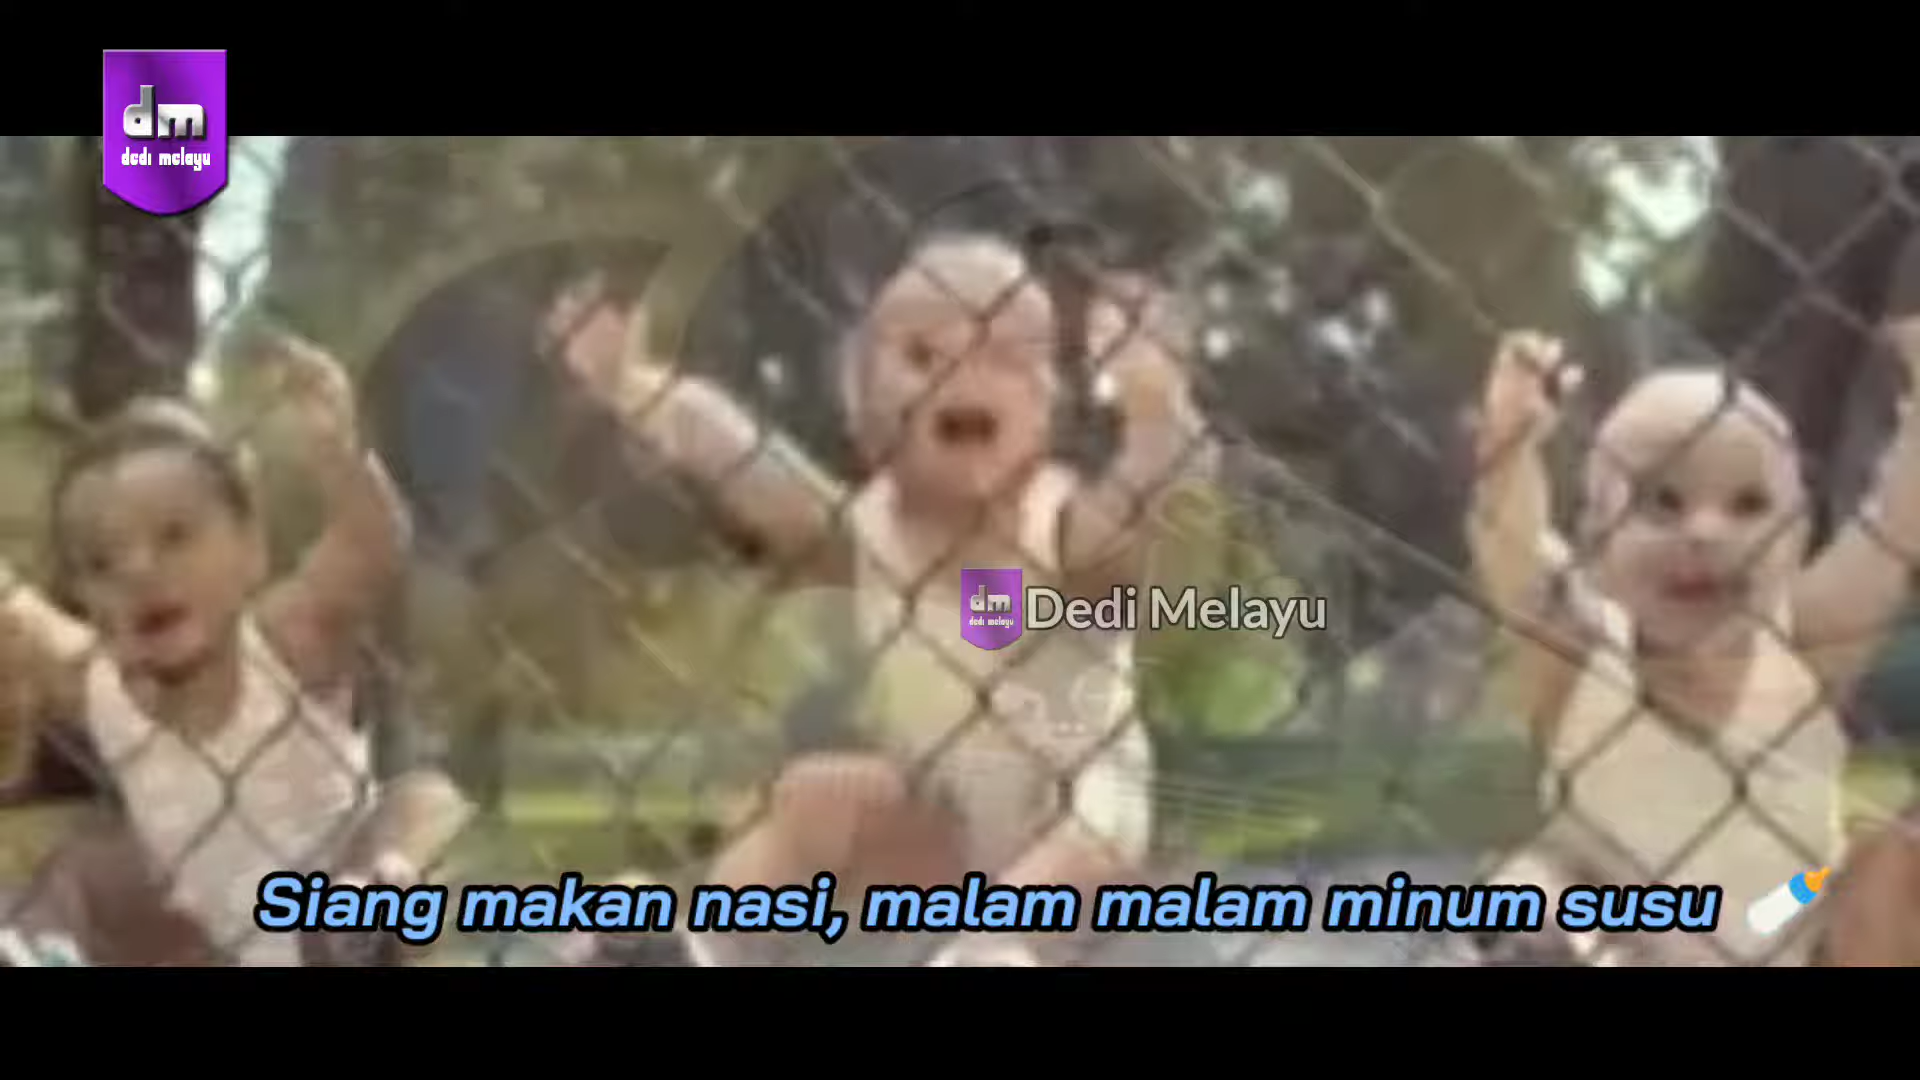 dm
dedi melayu
dm
dedi melayu
Dedi Melayu
Siang makan nasi, malam malam minum susu 🍼